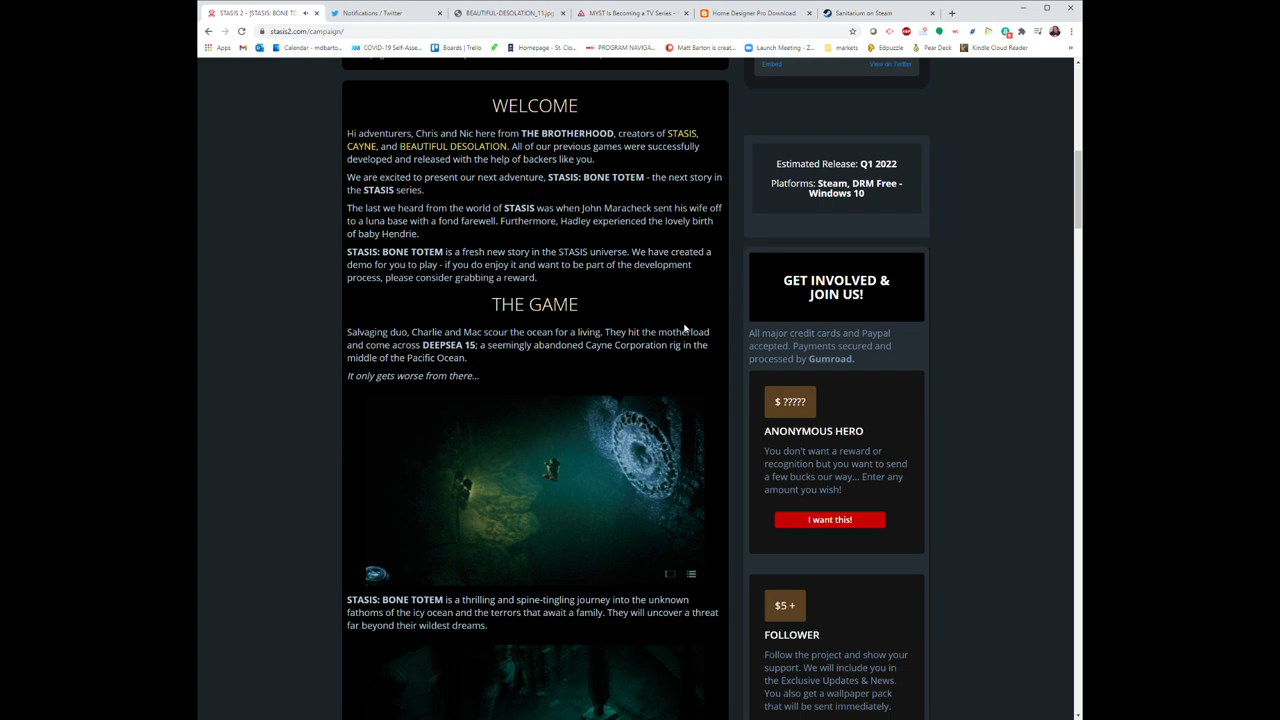 STASIS 2 - [STASIS: BONE TO
Notifications / Twitter
BEAUTIFUL-DESOLATION_11.jpg
MYST is Becoming a TV Series -
Home Designer Pro Download
Sanitarium on Steam
stasis2.com/campaign/
Apps
Calendar - mdbarto...
COVID-19 Self-Asse...
Boards | Trello
Homepage - St. Clo...
PROGRAM NAVIGA...
Matt Barton is creat...
Launch Meeting - Z...
markets
Edpuzzle
Pear Deck
Kindle Cloud Reader
WELCOME
Hi adventurers, Chris and Nic here from THE BROTHERHOOD, creators of STASIS,
CAYNE, and BEAUTIFUL DESOLATION. All of our previous games were successfully
developed and released with the help of backers like you.
We are excited to present our next adventure, STASIS: BONE TOTEM - the next story in
the STASIS series.
The last we heard from the world of STASIS was when John Maracheck sent his wife off
to a luna base with a fond farewell. Furthermore, Hadley experienced the lovely birth
of baby Hendrie.
STASIS: BONE TOTEM is a fresh new story in the STASIS universe. We have created a
demo for you to play - if you do enjoy it and want to be part of the development
process, please consider grabbing a reward.
THE GAME
Salvaging duo, Charlie and Mac scour the ocean for a living. They hit the motherload
and come across DEEPSEA 15; a seemingly abandoned Cayne Corporation rig in the
middle of the Pacific Ocean.
It only gets worse from there...
STASIS: BONE TOTEM is a thrilling and spine-tingling journey into the unknown
fathoms of the icy ocean and the terrors that await a family. They will uncover a threat
far beyond their wildest dreams.
Embed
View on Twitter
Estimated Release: Q1 2022
Platforms: Steam, DRM Free -
Windows 10
GET INVOLVED &
JOIN US!
All major credit cards and Paypal
accepted. Payments secured and
processed by Gumroad.
$ ?????
ANONYMOUS HERO
You don't want a reward or
recognition but you want to send
a few bucks our way... Enter any
amount you wish!
I want this!
$5 +
FOLLOWER
Follow the project and show your
support. We will include you in
the Exclusive Updates & News.
You also get a wallpaper pack
that will be sent immediately.